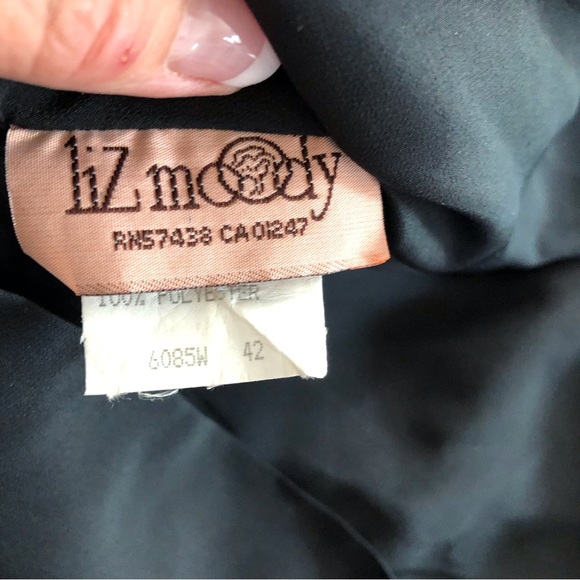 liz moody
RN57438 CA01247
100% POLYESTER
6085W 42